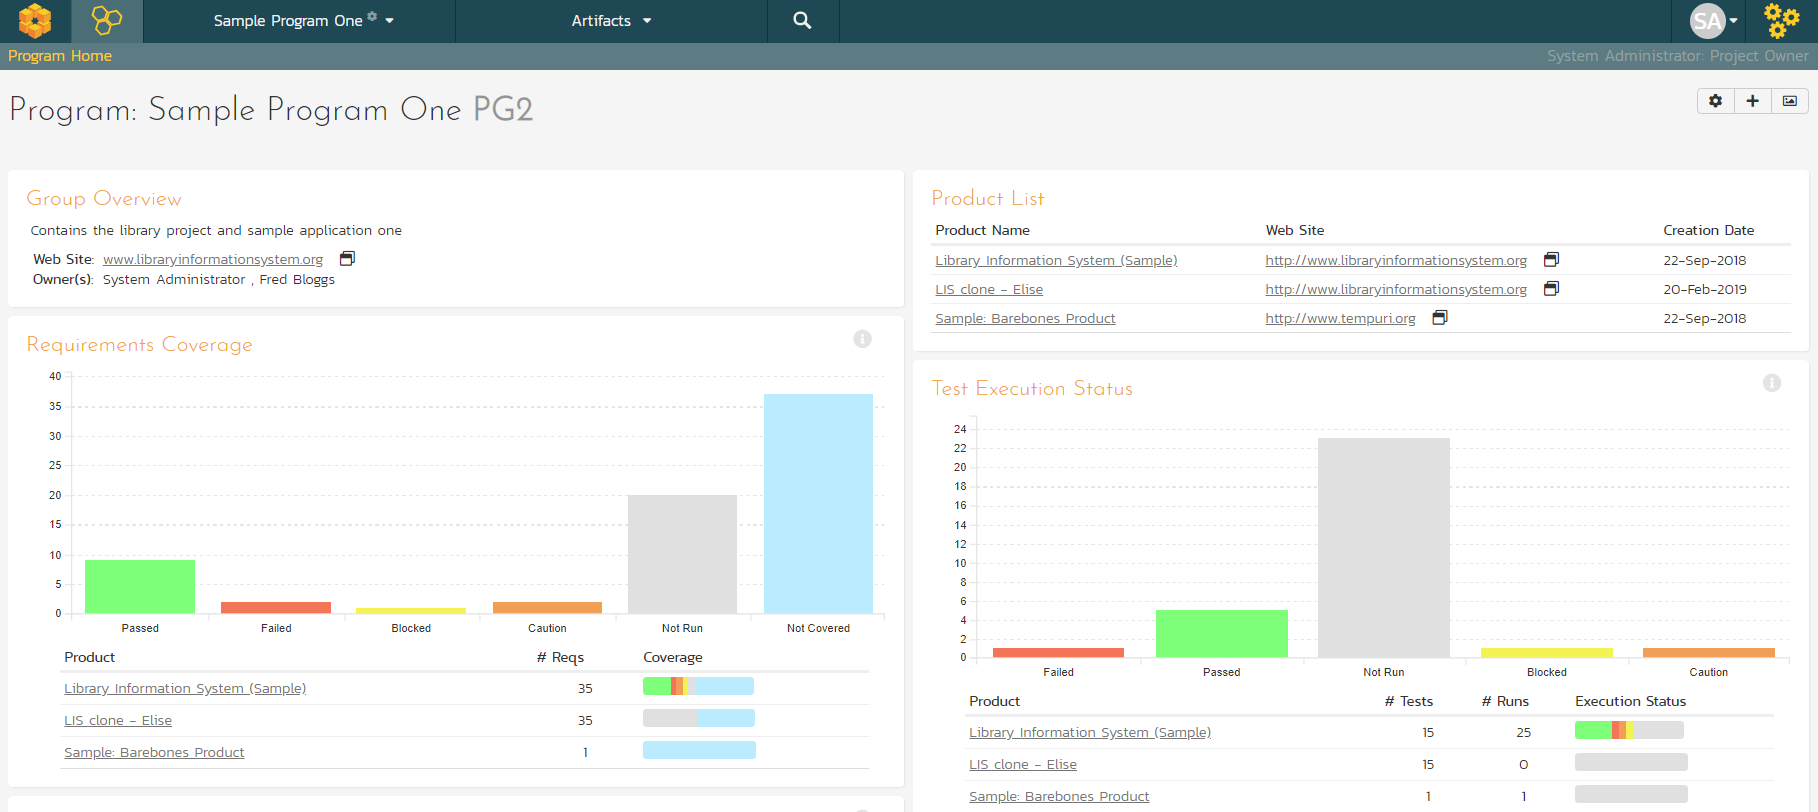 Sample Program One
Artifacts
SA
Program Home
System Administrator: Project Owner
Program: Sample Program One PG2
Group Overview
Contains the library project and sample application one
Web Site: www.libraryinformationsystem.org
Owner(s): System Administrator , Fred Bloggs
Product List
Product Name Web Site Creation Date
Library Information System (Sample) http://www.libraryinformationsystem.org 22-Sep-2018
LIS clone - Elise http://www.libraryinformationsystem.org 20-Feb-2019
Sample: Barebones Product http://www.tempuri.org 22-Sep-2018
Requirements Coverage
40
35
30
25
20
15
10
5
0
Passed Failed Blocked Caution Not Run Not Covered
Product # Reqs Coverage
Library Information System (Sample) 35
LIS clone - Elise 35
Sample: Barebones Product 1
Test Execution Status
24
22
20
18
16
14
12
10
8
6
4
2
0
Failed Passed Not Run Blocked Caution
Product # Tests # Runs Execution Status
Library Information System (Sample) 15 25
LIS clone - Elise 15 0
Sample: Barebones Product 1 1